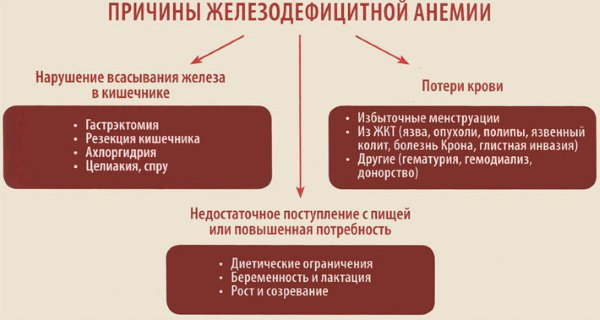 ПРИЧИНЫ ЖЕЛЕЗОДЕФИЦИТНОЙ АНЕМИИ
Нарушение всасывания железа
в кишечнике
• Гастрэктомия
• Резекция кишечника
• Ахлоргидрия
• Целиакия, спру
Потери крови
• Избыточные менструации
• Из ЖКТ (язва, опухоли, полипы, язвенный
колит, болезнь Крона, глистная инвазия)
• Другие (гематурия, гемодиализ,
донорство)
Недостаточное поступление с пищей
или повышенная потребность
• Диетические ограничения
• Беременность и лактация
• Рост и созревание